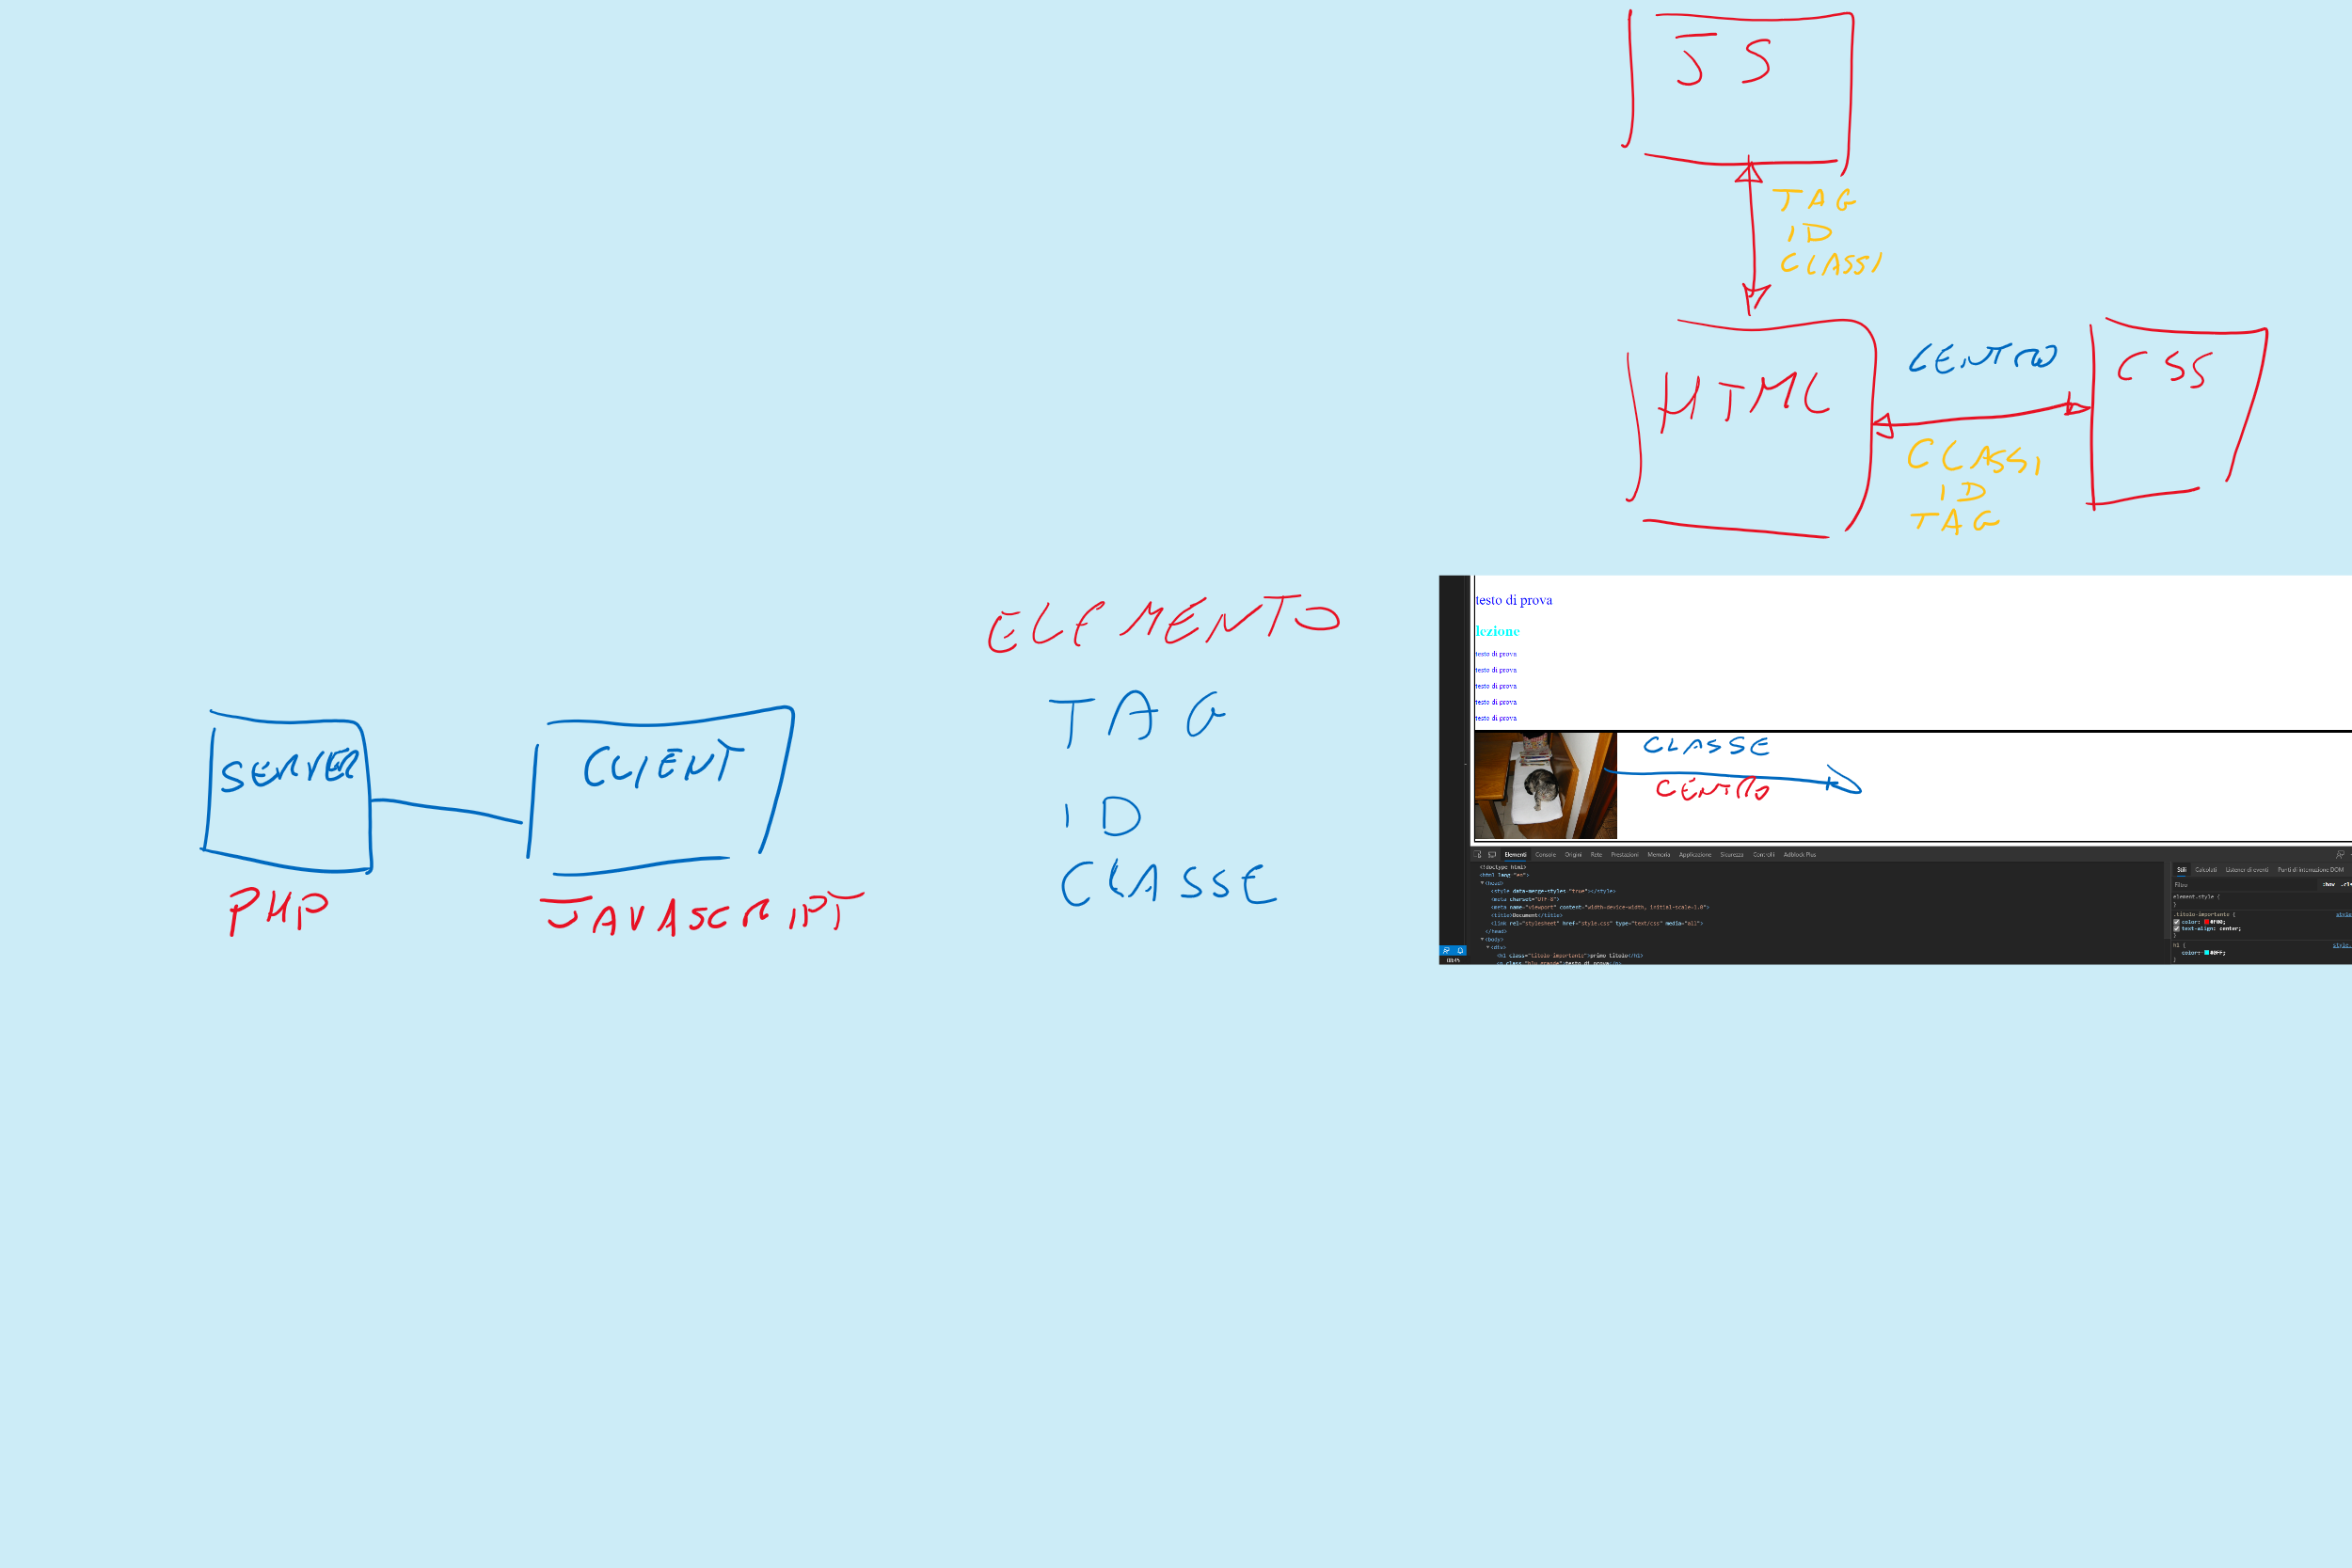 JS
TAG
ID
CLASSI
HTML
CENTRO
CSS
CLASSI
ID
TAG
ELEMENTO
TAG
ID
CLASSE
SERVER
CLIENT
PHP
JAVASCRIPT
testo di prova
lezione
testo di prova
testo di prova
testo di prova
testo di prova
testo di prova
CLASSE
CENTRO
Elementi Console Origini Rete Prestazioni Memoria Applicazione Sicurezza Controlli Adblock Plus
<!doctype html>
<html lang="en">
<head>
<style data-merge-styles="true"></style>
<meta charset="UTF-8">
<meta name="viewport" content="width=device-width, initial-scale=1.0">
<title>Document</title>
<link rel="stylesheet" href="style.css" type="text/css" media="all">
</head>
<body>
<div>
<h1 class="titolo-importante">primo titolo</h1>
<p class="blu grande">testo di prova</p>
Stili Calcolati Listener di eventi Punti di interruzione DOM
Filtro :hov .cls
element.style {
}
.titolo-importante {
color: #f00;
text-align: center;
}
h1 {
color: #0FF;
}